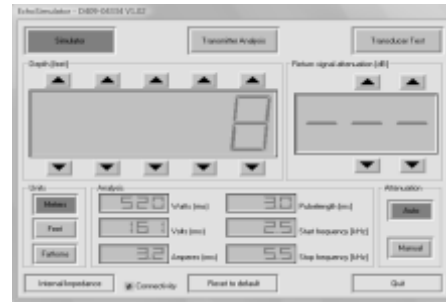 EchoSimulator - D409-04334 V1.02
Simulator
Transmitter Analysis
Transducer Test
Depth [feet]
Return signal attenuation [dB]
8
— — —
Units
Analysis
Attenuation
Meters
520 Watts [rms]
3.0 Pulselength [ms]
Auto
Feet
161 Volts [rms]
25 Start frequency [kHz]
Fathoms
3.2 Amperes [rms]
55 Stop frequency [kHz]
Manual
Internal Impedance
Connectivity
Reset to default
Quit